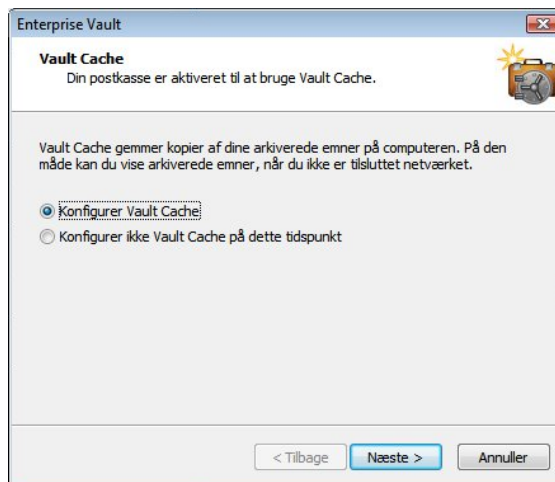 Enterprise Vault
Vault Cache
Din postkasse er aktiveret til at bruge Vault Cache.
Vault Cache gemmer kopier af dine arkiverede emner på computeren. På den
måde kan du vise arkiverede emner, når du ikke er tilsluttet netværket.
Konfigurer Vault Cache
Konfigurer ikke Vault Cache på dette tidspunkt
< Tilbage Næste > Annuller